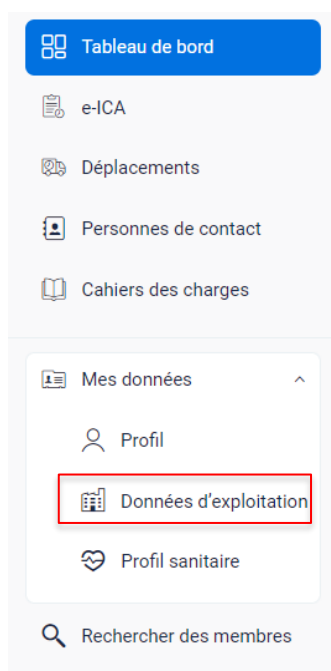 Tableau de bord
e-ICA
Déplacements
Personnes de contact
Cahiers des charges
Mes données
Profil
Données d'exploitation
Profil sanitaire
Rechercher des membres